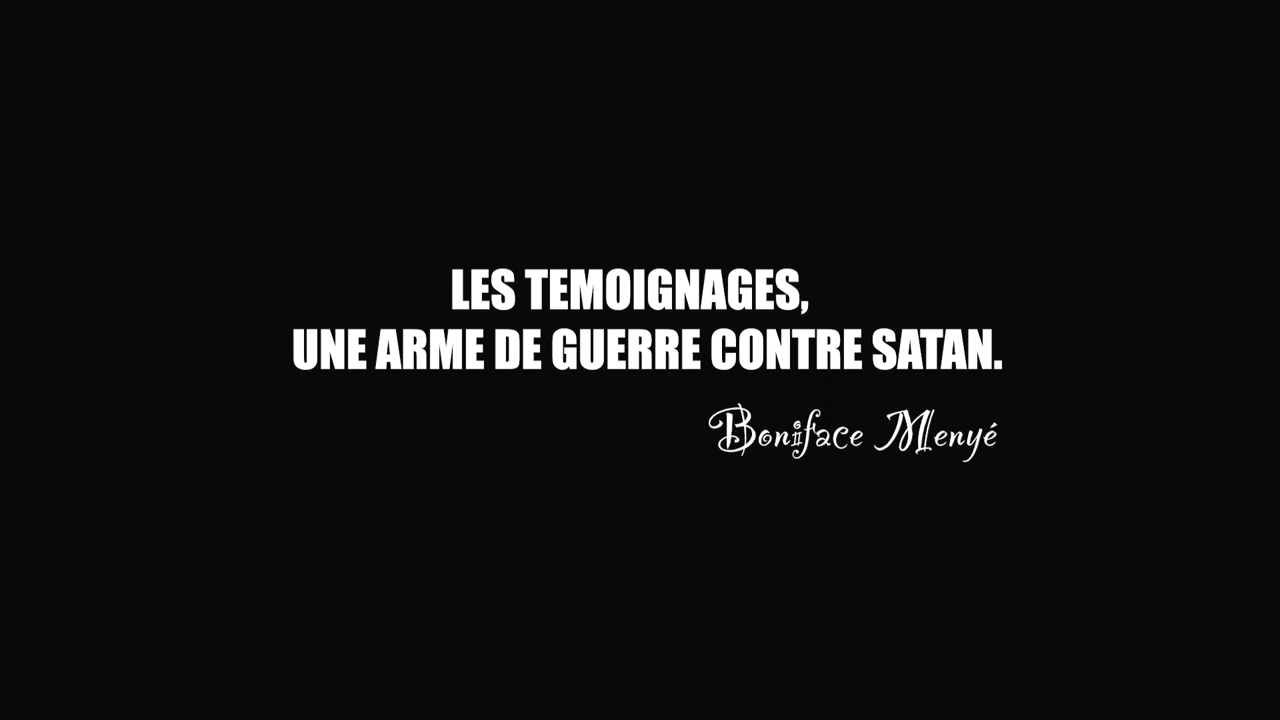 LES TEMOIGNAGES,
UNE ARME DE GUERRE CONTRE SATAN.
Boniface Menyé